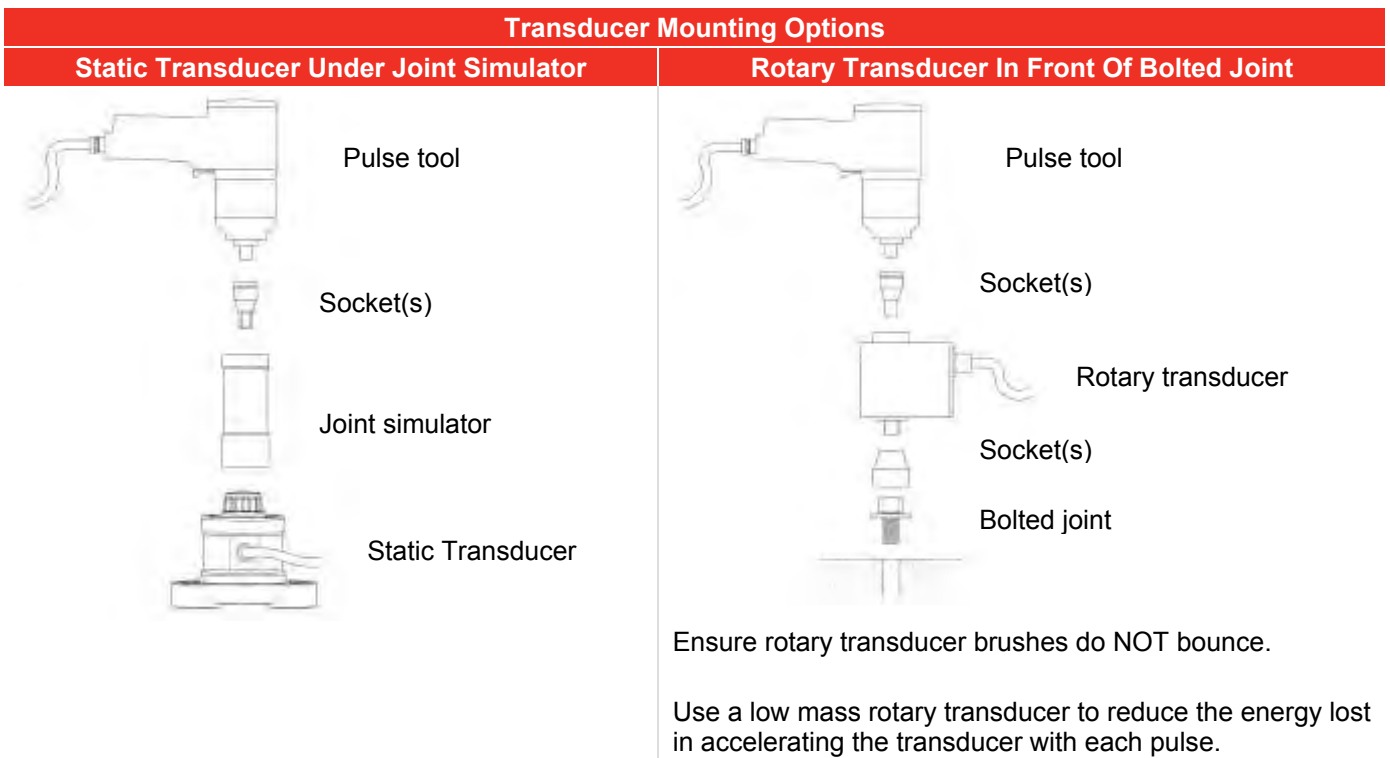 Transducer Mounting Options
Static Transducer Under Joint Simulator
Pulse tool
Socket(s)
Joint simulator
Static Transducer
Rotary Transducer In Front Of Bolted Joint
Pulse tool
Socket(s)
Rotary transducer
Socket(s)
Bolted joint
Ensure rotary transducer brushes do NOT bounce.
Use a low mass rotary transducer to reduce the energy lost
in accelerating the transducer with each pulse.